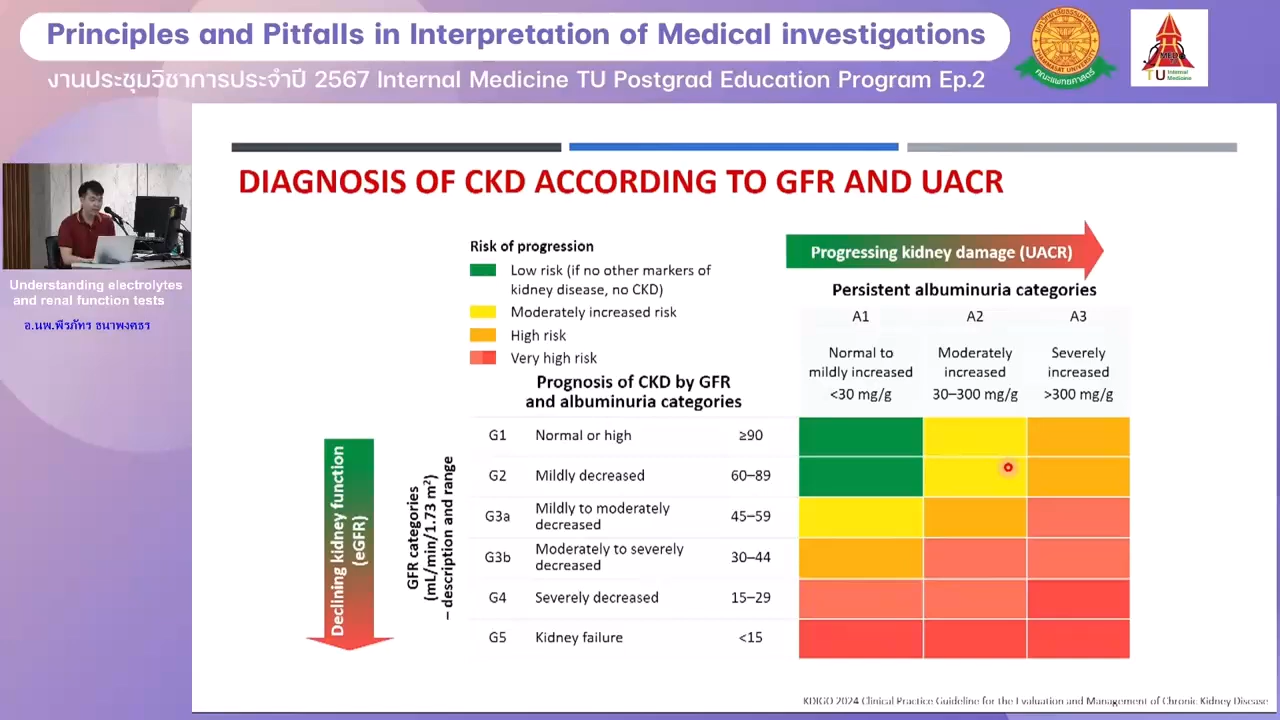 Principles and Pitfalls in Interpretation of Medical investigations
งานประชุมวิชาการประจำปี 2567 Internal Medicine TU Postgrad Education Program Ep.2
TU Internal
Medicine
Understanding electrolytes
and renal function tests
อ.นพ.พีรภัทร ธนาพงศธร
DIAGNOSIS OF CKD ACCORDING TO GFR AND UACR
Risk of progression
Low risk (if no other markers of
kidney disease, no CKD)
Moderately increased risk
High risk
Very high risk
Progressing kidney damage (UACR)
Persistent albuminuria categories
A1 A2 A3
Normal to
mildly increased
<30 mg/g
Moderately
increased
30–300 mg/g
Severely
increased
>300 mg/g
Prognosis of CKD by GFR
and albuminuria categories
Declining kidney function
(eGFR)
GFR categories
(mL/min/1.73 m²)
– description and range
G1 Normal or high ≥90
G2 Mildly decreased 60–89
G3a Mildly to moderately
decreased 45–59
G3b Moderately to severely
decreased 30–44
G4 Severely decreased 15–29
G5 Kidney failure <15
KDIGO 2024 Clinical Practice Guideline for the Evaluation and Management of Chronic Kidney Disease